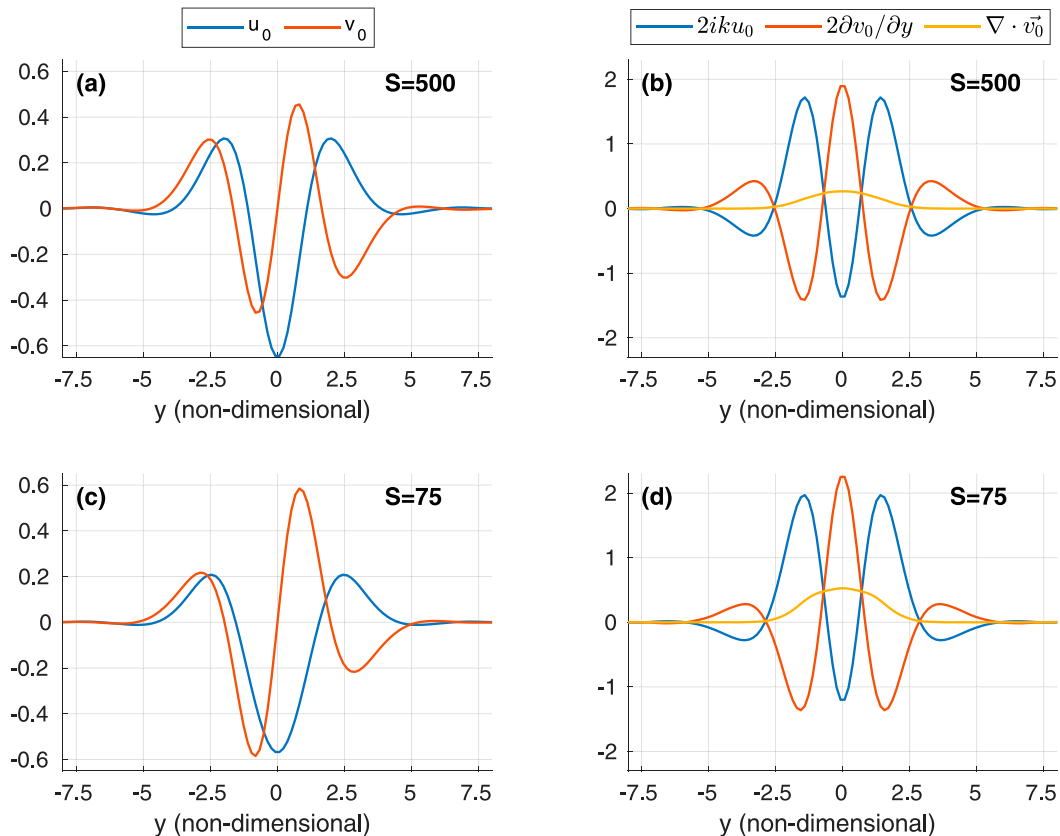 u₀ v₀
2iku₀ 2∂v₀/∂y ∇ · v⃗₀
(a) S=500
0.6
0.4
0.2
0
-0.2
-0.4
-0.6
-7.5 -5 -2.5 0 2.5 5 7.5
y (non-dimensional)
(b) S=500
2
1
0
-1
-2
-7.5 -5 -2.5 0 2.5 5 7.5
y (non-dimensional)
(c) S=75
0.6
0.4
0.2
0
-0.2
-0.4
-0.6
-7.5 -5 -2.5 0 2.5 5 7.5
y (non-dimensional)
(d) S=75
2
1
0
-1
-2
-7.5 -5 -2.5 0 2.5 5 7.5
y (non-dimensional)